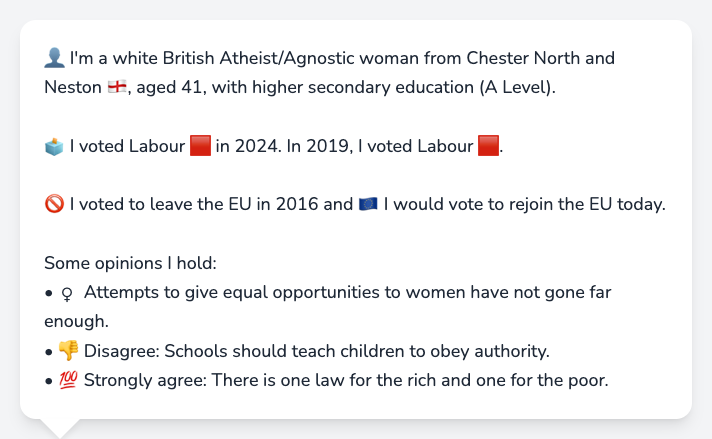 👤 I'm a white British Atheist/Agnostic woman from Chester North and
Neston 🏴󠁧󠁢󠁥󠁮󠁧󠁿, aged 41, with higher secondary education (A Level).
🗳️ I voted Labour 🟥 in 2024. In 2019, I voted Labour 🟥.
🚫 I voted to leave the EU in 2016 and 🇪🇺 I would vote to rejoin the EU today.
Some opinions I hold:
• ♀ Attempts to give equal opportunities to women have not gone far
enough.
• 👎 Disagree: Schools should teach children to obey authority.
• 💯 Strongly agree: There is one law for the rich and one for the poor.